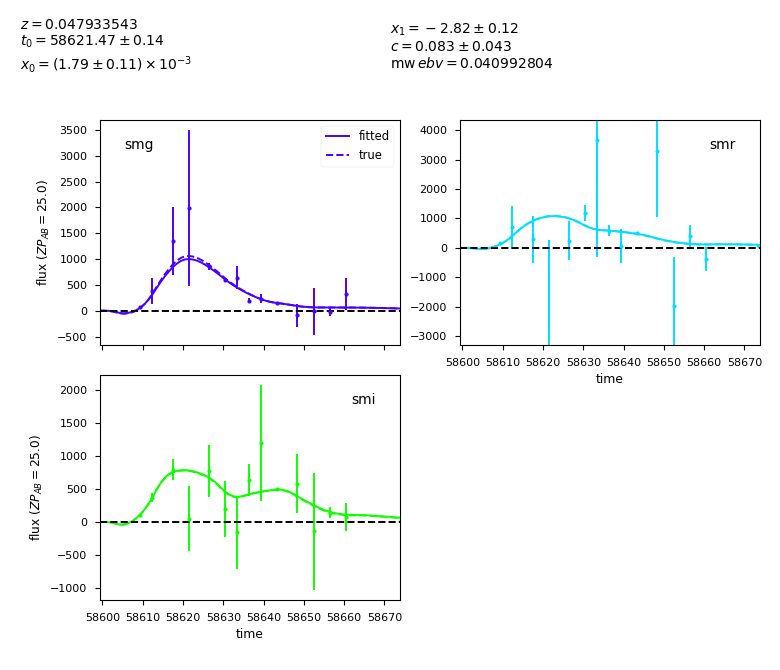 z = 0.047933543
t₀ = 58621.47 ± 0.14
x₀ = (1.79 ± 0.11) × 10⁻³
x₁ = −2.82 ± 0.12
c = 0.083 ± 0.043
mw ebv = 0.040992804
smg
fitted
true
3500
3000
2500
2000
1500
1000
500
0
−500
flux (ZP_AB = 25.0)
smr
4000
3000
2000
1000
0
−1000
−2000
−3000
58600 58610 58620 58630 58640 58650 58660 58670
time
smi
2000
1500
1000
500
0
−500
−1000
flux (ZP_AB = 25.0)
58600 58610 58620 58630 58640 58650 58660 58670
time